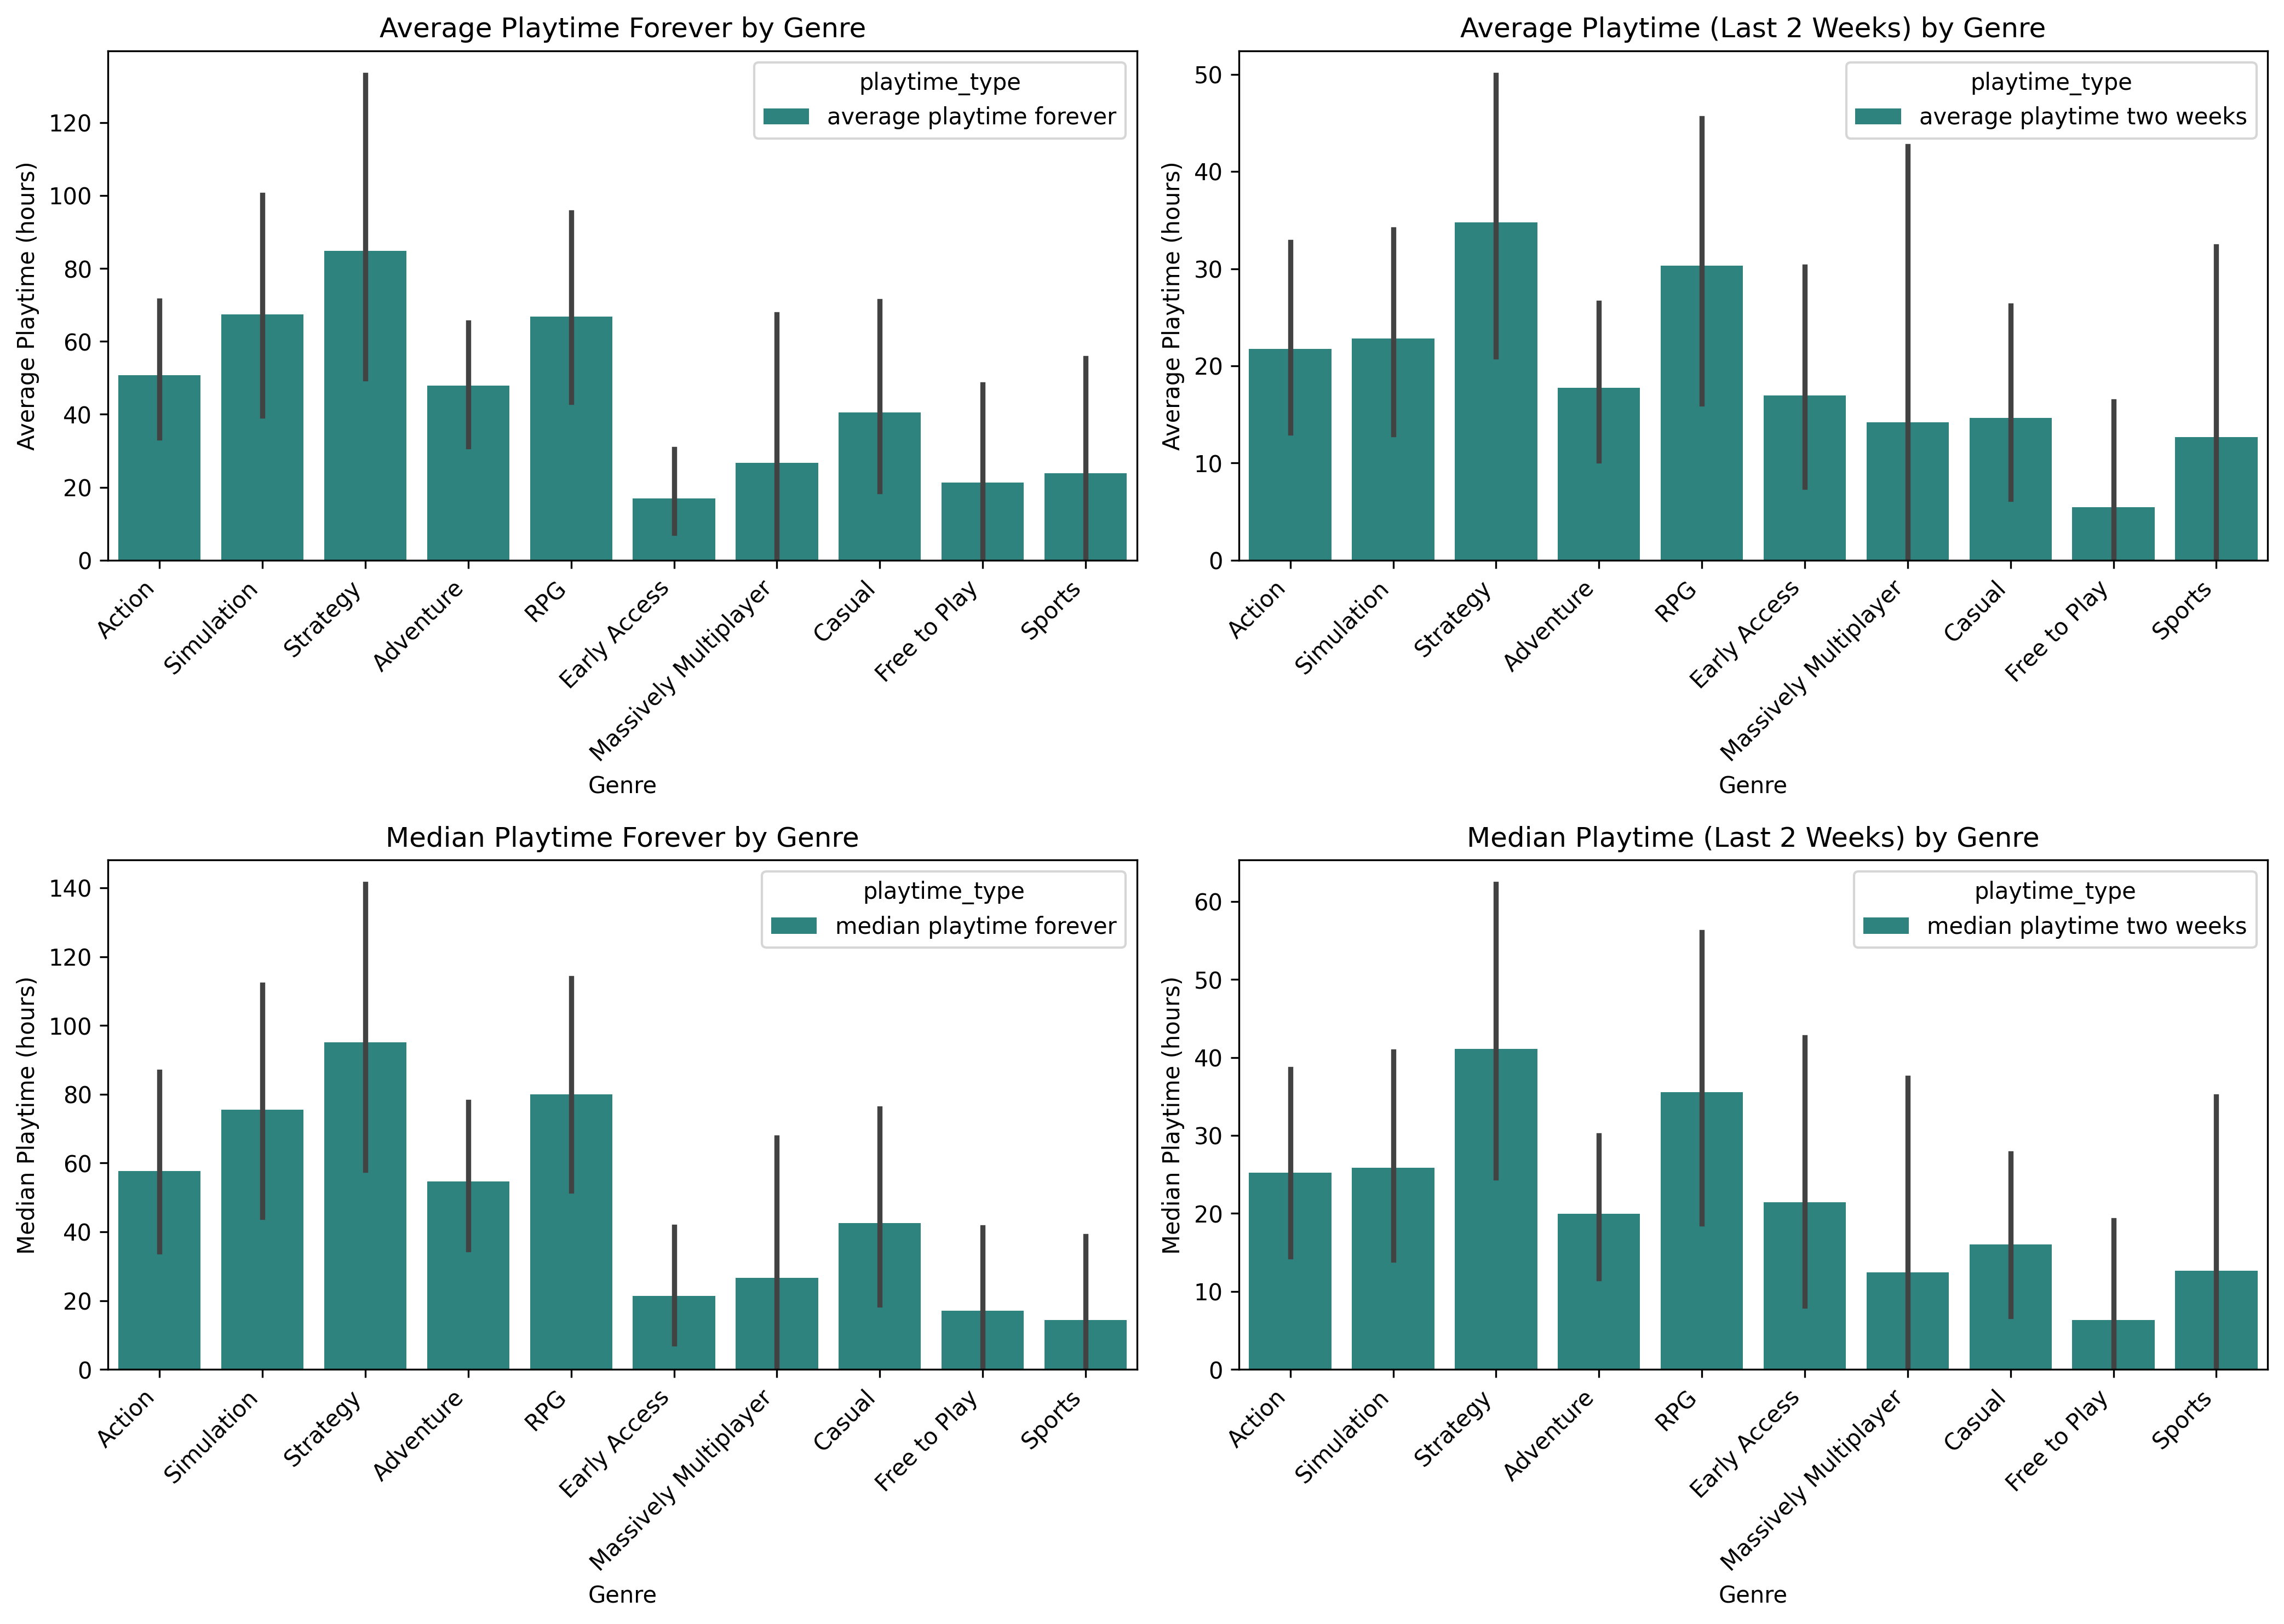 Average Playtime Forever by Genre
playtime_type
average playtime forever
Average Playtime (hours)
120
100
80
60
40
20
0
Action
Simulation
Strategy
Adventure
RPG
Early Access
Massively Multiplayer
Casual
Free to Play
Sports
Genre
Average Playtime (Last 2 Weeks) by Genre
playtime_type
average playtime two weeks
Average Playtime (hours)
50
40
30
20
10
0
Action
Simulation
Strategy
Adventure
RPG
Early Access
Massively Multiplayer
Casual
Free to Play
Sports
Genre
Median Playtime Forever by Genre
playtime_type
median playtime forever
Median Playtime (hours)
140
120
100
80
60
40
20
0
Action
Simulation
Strategy
Adventure
RPG
Early Access
Massively Multiplayer
Casual
Free to Play
Sports
Genre
Median Playtime (Last 2 Weeks) by Genre
playtime_type
median playtime two weeks
Median Playtime (hours)
60
50
40
30
20
10
0
Action
Simulation
Strategy
Adventure
RPG
Early Access
Massively Multiplayer
Casual
Free to Play
Sports
Genre